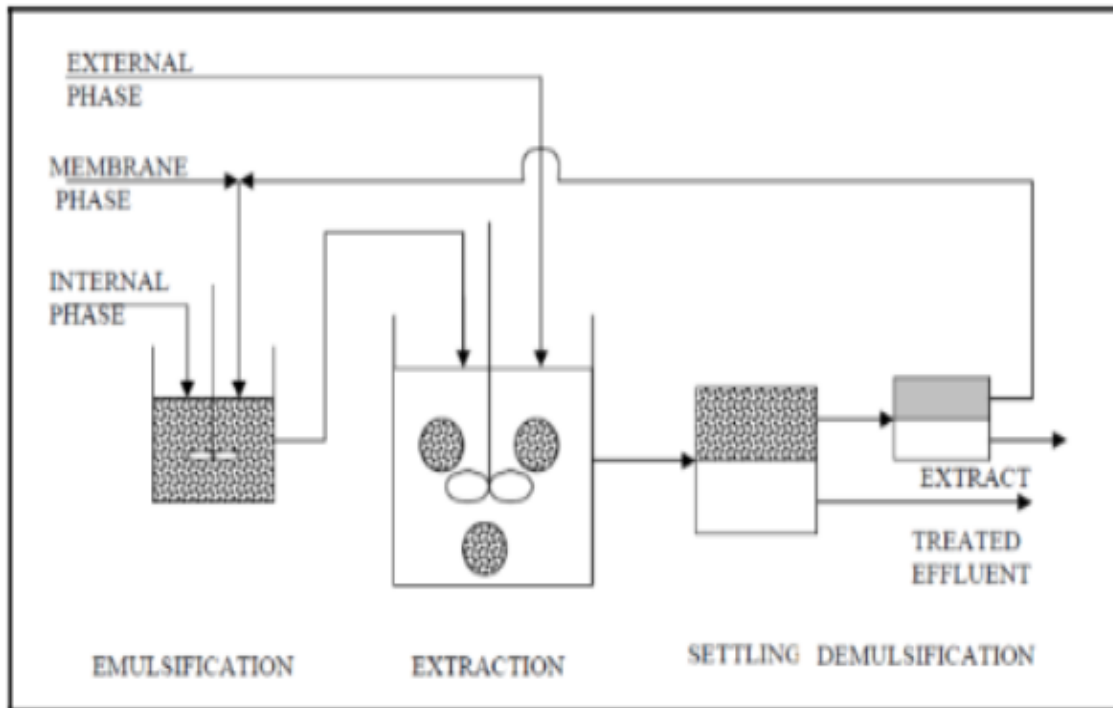 EXTERNAL
PHASE
MEMBRANE
PHASE
INTERNAL
PHASE
EXTRACT
TREATED
EFFLUENT
EMULSIFICATION
EXTRACTION
SETTLING
DEMULSIFICATION